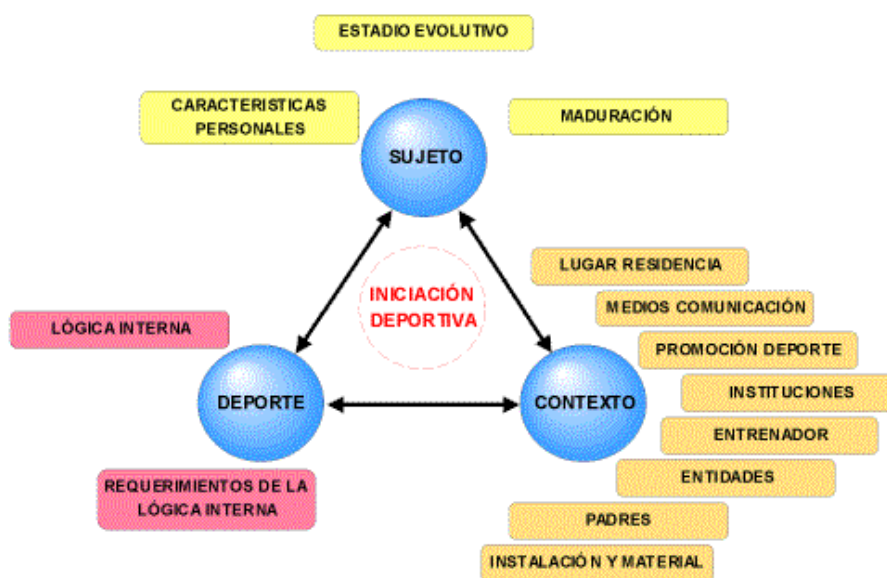 ESTADIO EVOLUTIVO
CARACTERISTICAS
PERSONALES
MADURACIÓN
SUJETO
LUGAR RESIDENCIA
INICIACIÓN
DEPORTIVA
MEDIOS COMUNICACIÓN
LÓGICA INTERNA
PROMOCIÓN DEPORTE
INSTITUCIONES
DEPORTE
CONTEXTO
ENTRENADOR
ENTIDADES
REQUERIMIENTOS DE LA
LÓGICA INTERNA
PADRES
INSTALACIÓN Y MATERIAL